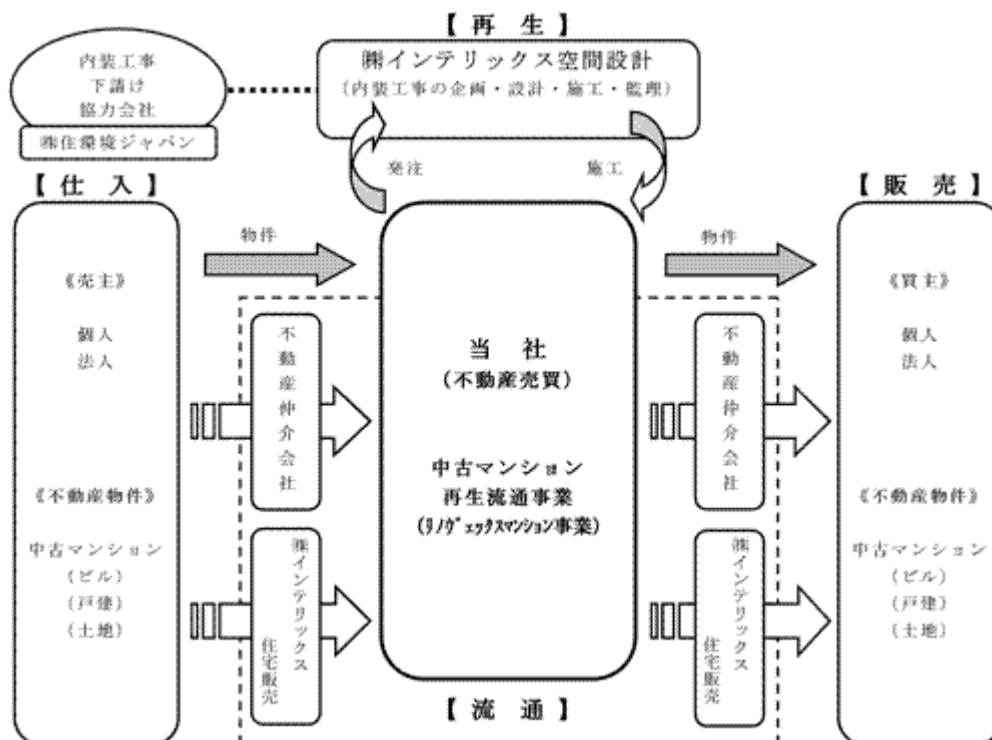 【 再　生 】
内装工事
下請け
協力会社
㈱住環境ジャパン
㈱インテリックス空間設計
（内装工事の企画・設計・施工・監理）
発注
施工
【 仕　入 】
《売主》
個人
法人
《不動産物件》
中古マンション
（ビル）
（戸建）
（土地）
物件
不動産仲介会社
㈱インテリックス
住宅販売
当　社
（不動産売買）
中古マンション
再生流通事業
（ﾘﾉｳﾞｪｯｸｽﾏﾝｼｮﾝ事業）
【 流　通 】
物件
不動産仲介会社
㈱インテリックス
住宅販売
【 販　売 】
《買主》
個人
法人
《不動産物件》
中古マンション
（ビル）
（戸建）
（土地）